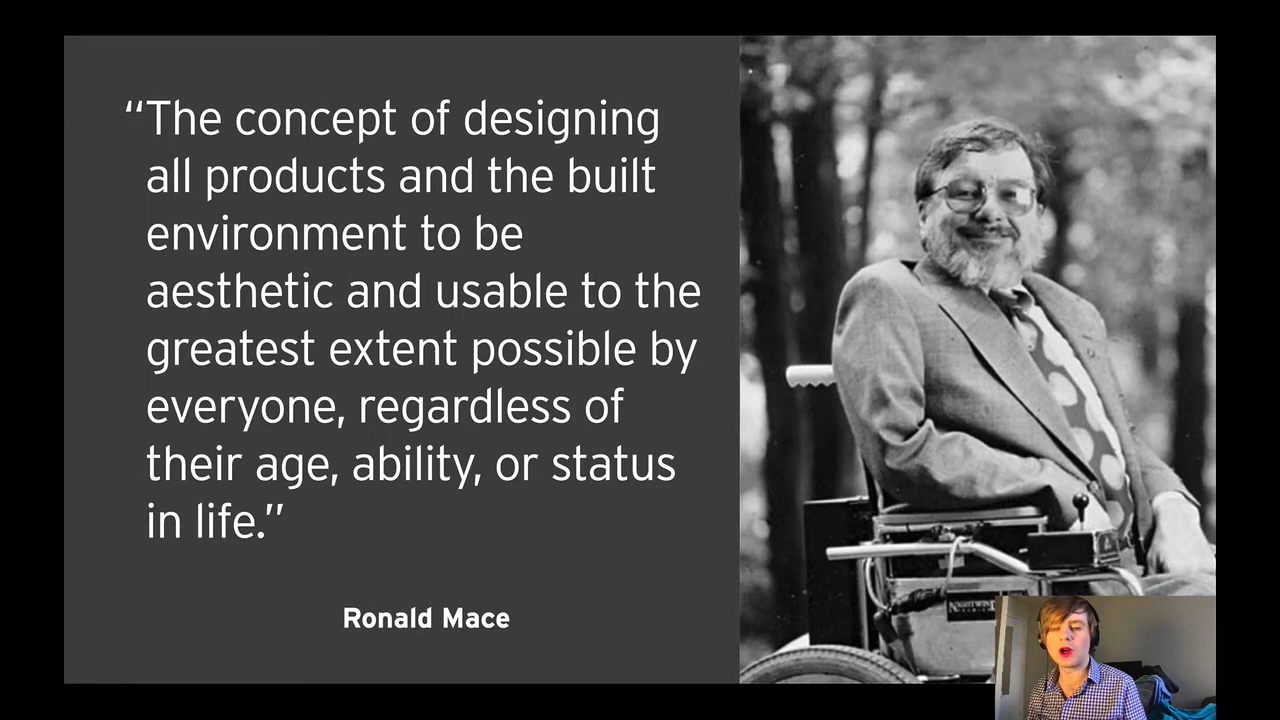 “The concept of designing
all products and the built
environment to be
aesthetic and usable to the
greatest extent possible by
everyone, regardless of
their age, ability, or status
in life.”
Ronald Mace